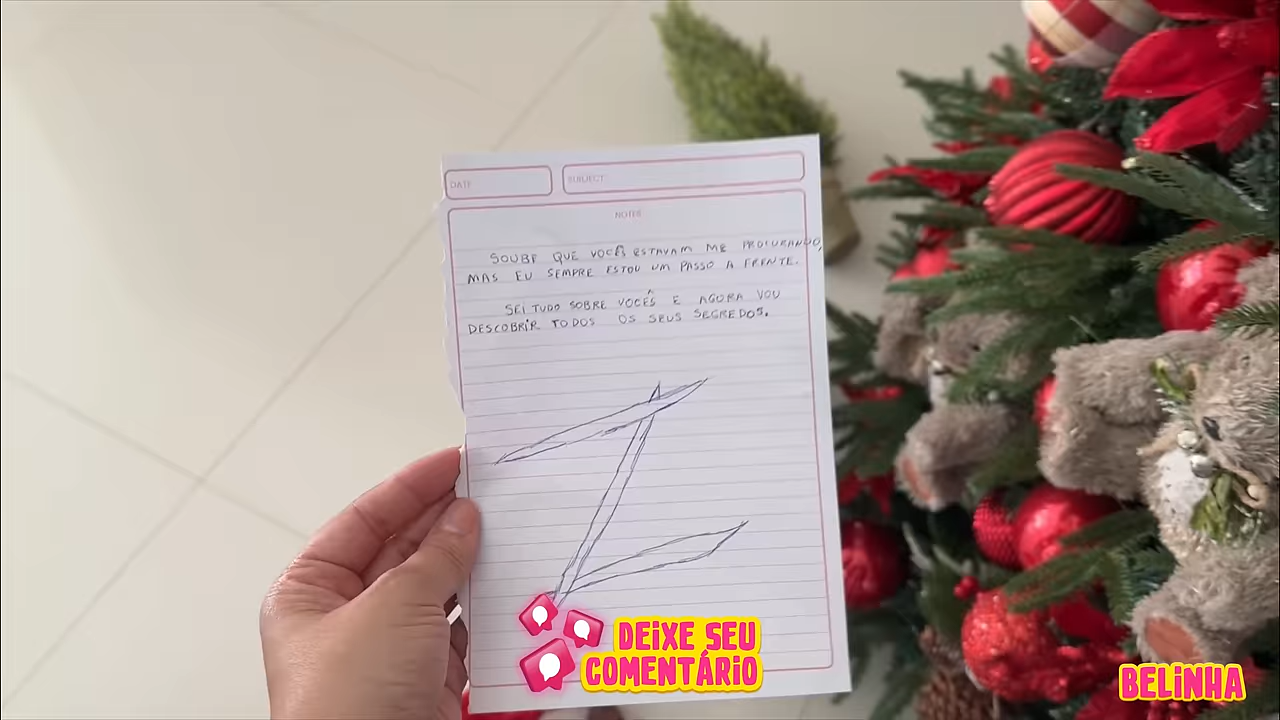 DATE
SUBJECT
NOTES
SOUBE QUE VOCÊS ESTAVAM ME PROCURANDO,
MAS EU SEMPRE ESTOU UM PASSO A FRENTE.
SEI TUDO SOBRE VOCÊS E AGORA VOU
DESCOBRIR TODOS OS SEUS SEGREDOS.
Z
DEIXE SEU
COMENTÁRIO
BELINHA